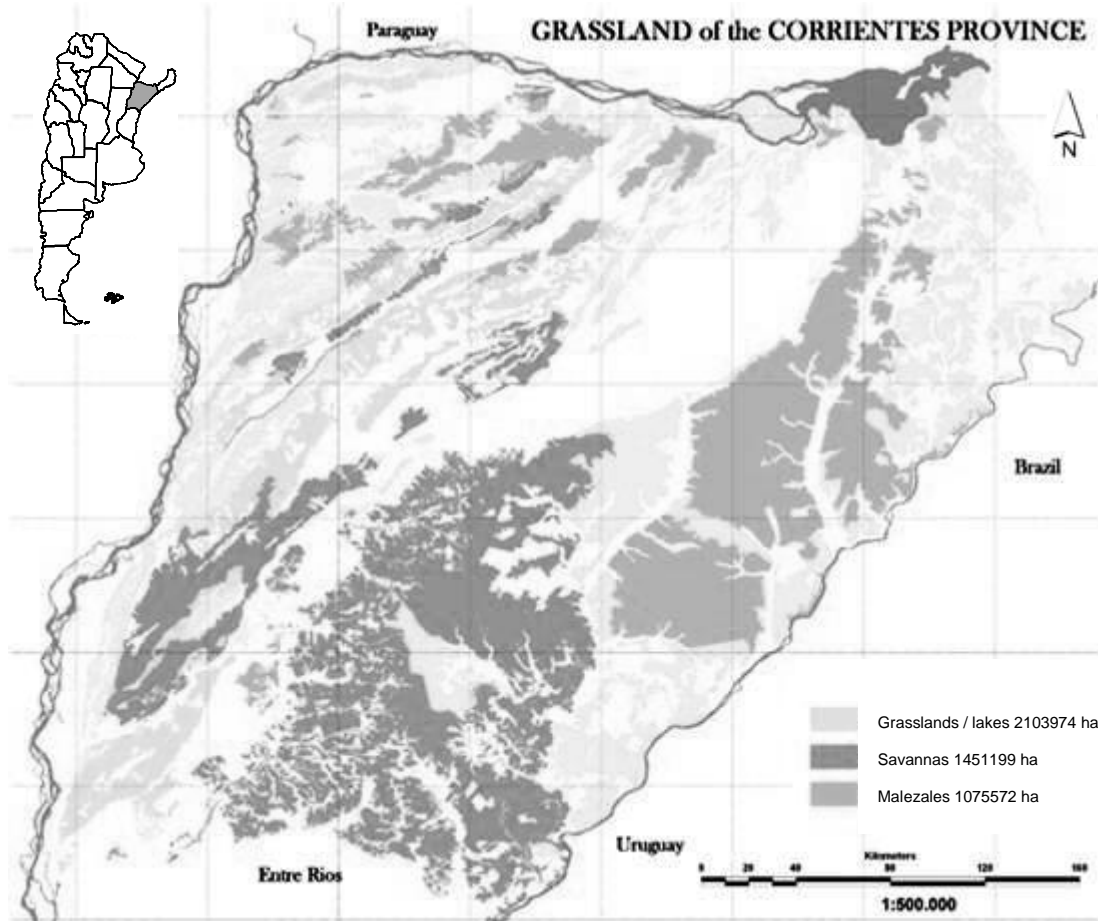 Paraguay
GRASSLAND of the CORRIENTES PROVINCE
N
Brazil
Grasslands / lakes 2103974 ha
Savannas 1451199 ha
Malezales 1075572 ha
Uruguay
Entre Rios
Kilometers
0 20 40 80 120 160
1:500.000